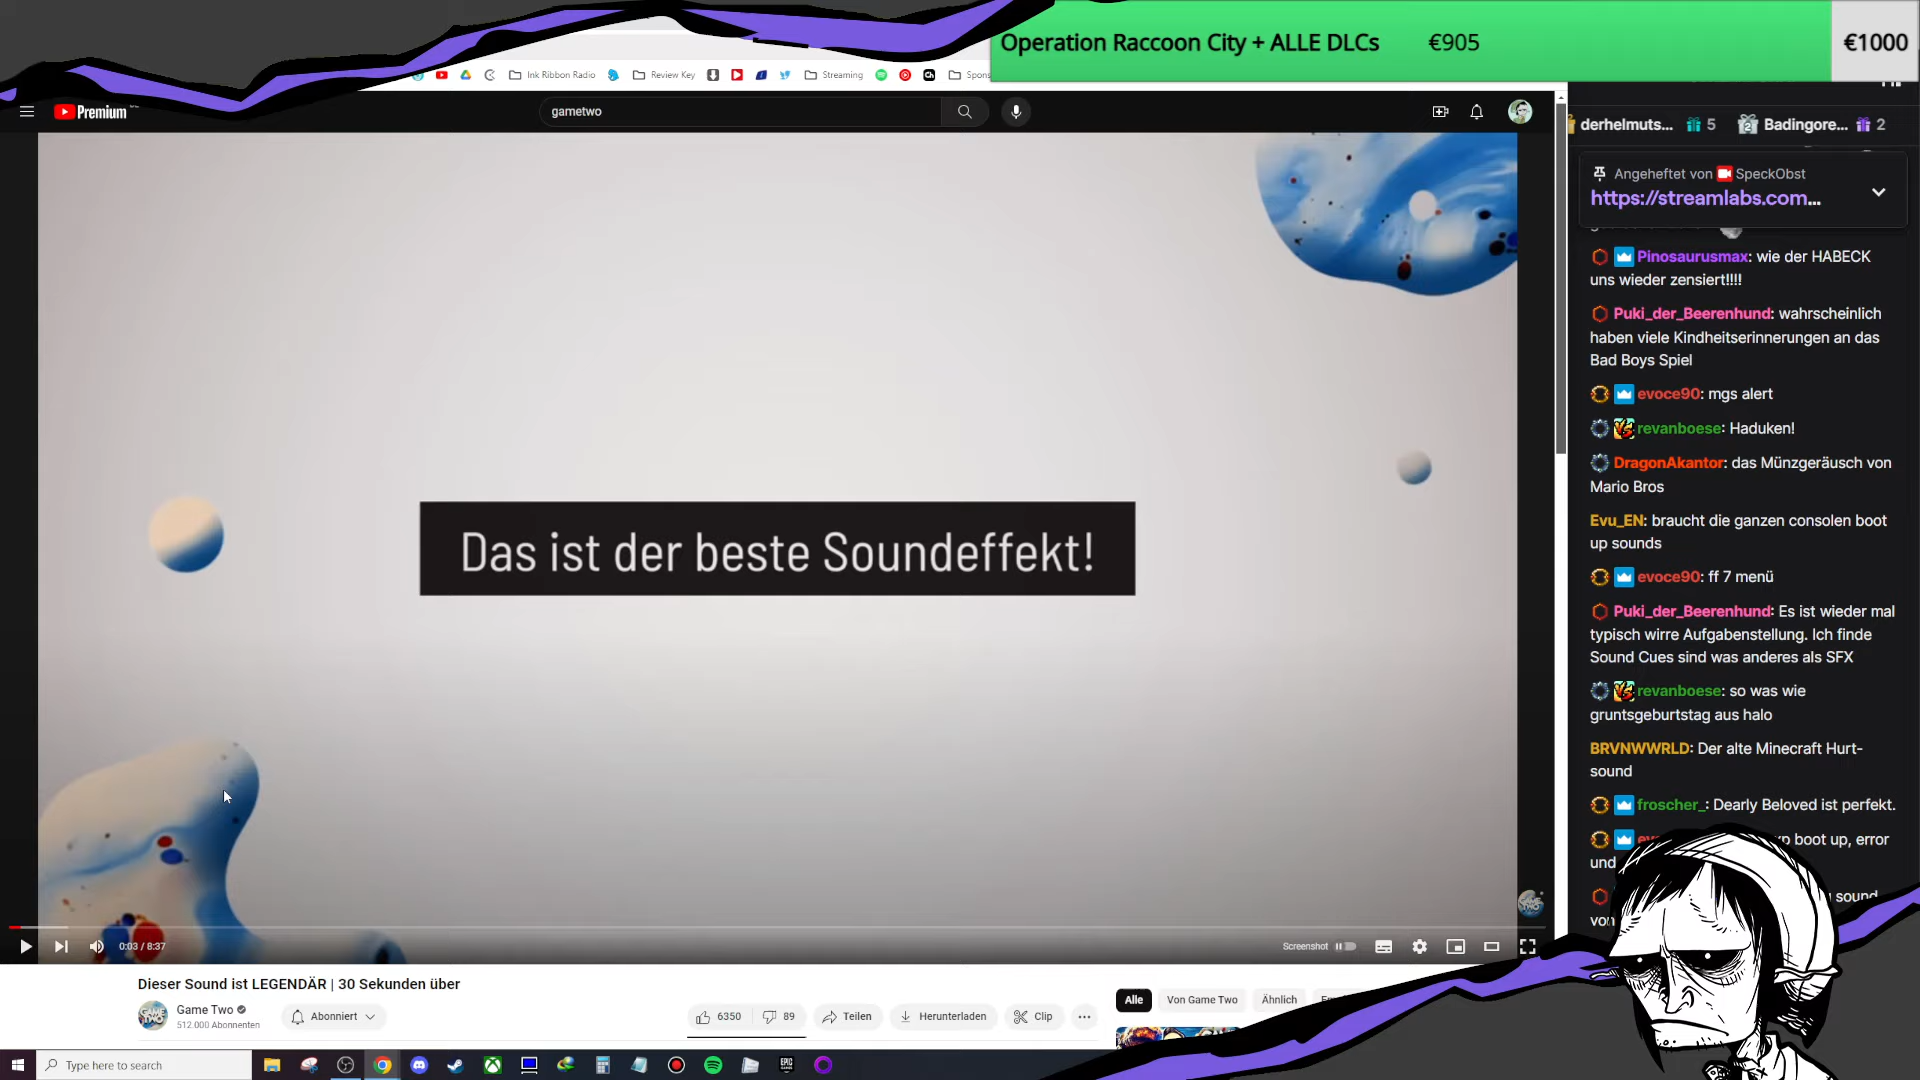 Operation Raccoon City + ALLE DLCs €905 €1000
Ink Ribbon Radio Review Key Streaming Spons
Premium gametwo
derhelmuts... 5 Badingore... 2
Angeheftet von SpeckObst
https://streamlabs.com...
Pinosaurusmax: wie der HABECK
uns wieder zensiert!!!!
Puki_der_Beerenhund: wahrscheinlich
haben viele Kindheitserinnerungen an das
Bad Boys Spiel
evoce90: mgs alert
revanboese: Haduken!
DragonAkantor: das Münzgeräusch von
Mario Bros
Evu_EN: braucht die ganzen consolen boot
up sounds
evoce90: ff 7 menü
Puki_der_Beerenhund: Es ist wieder mal
typisch wirre Aufgabenstellung. Ich finde
Sound Cues sind was anderes als SFX
revanboese: so was wie
gruntsgeburtstag aus halo
BRVNWWRLD: Der alte Minecraft Hurt-
sound
froscher_: Dearly Beloved ist perfekt.
boot up, error
und
sound
von
Das ist der beste Soundeffekt!
GAME TWO
0:03 / 8:37 Screenshot
Dieser Sound ist LEGENDÄR | 30 Sekunden über
Game Two
512.000 Abonnenten
Abonniert 6350 89 Teilen Herunterladen Clip
Alle Von Game Two Ähnlich
Type here to search